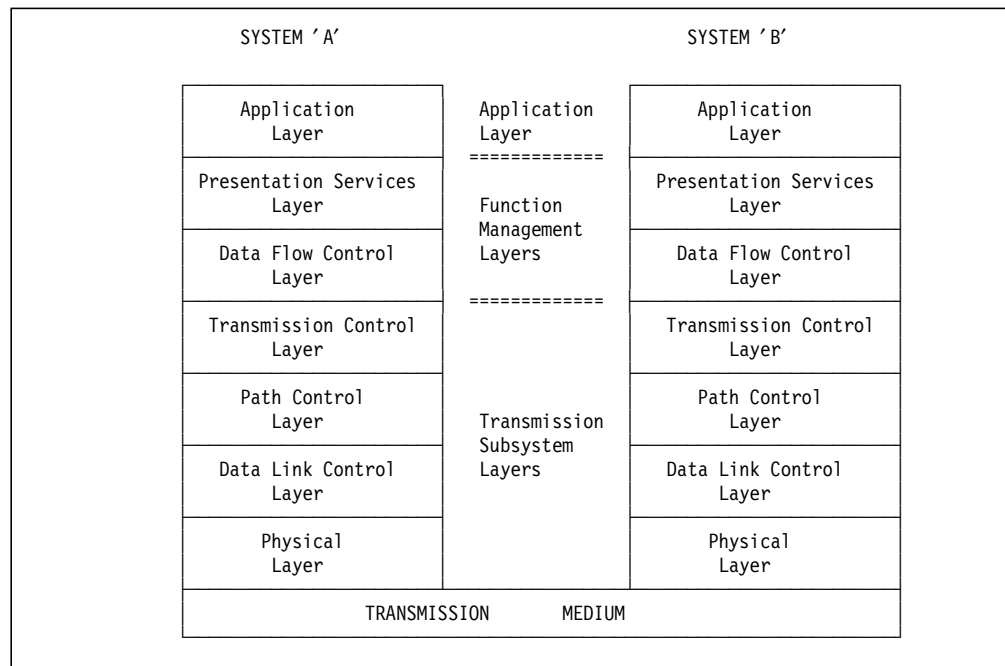 SYSTEM ′A′ SYSTEM ′B′
Application Application Application
Layer Layer Layer
=============
Presentation Services Presentation Services
Layer Function Layer
Management
Data Flow Control Layers Data Flow Control
Layer Layer
=============
Transmission Control Transmission Control
Layer Layer
Path Control Path Control
Layer Transmission Layer
Subsystem
Data Link Control Layers Data Link Control
Layer Layer
Physical Physical
Layer Layer
TRANSMISSION MEDIUM